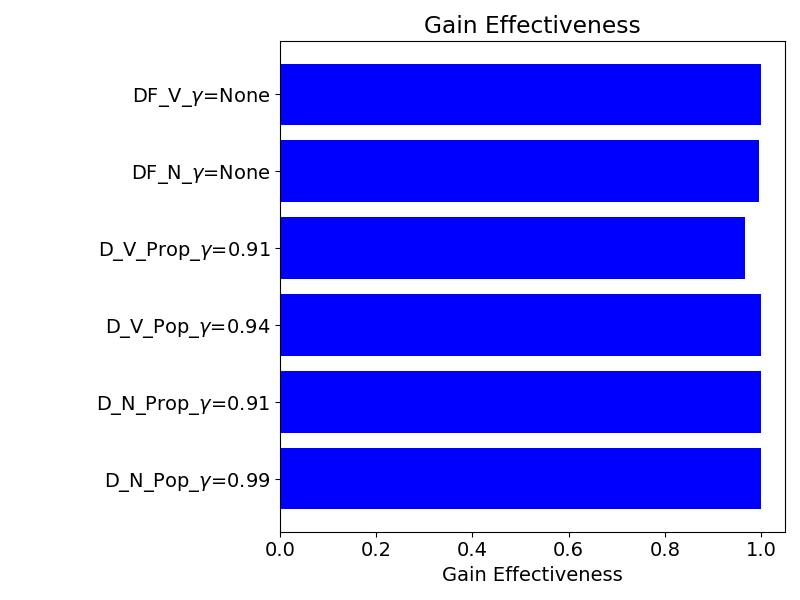 Gain Effectiveness
DF_V_γ=None
DF_N_γ=None
D_V_Prop_γ=0.91
D_V_Pop_γ=0.94
D_N_Prop_γ=0.91
D_N_Pop_γ=0.99
0.0 0.2 0.4 0.6 0.8 1.0
Gain Effectiveness